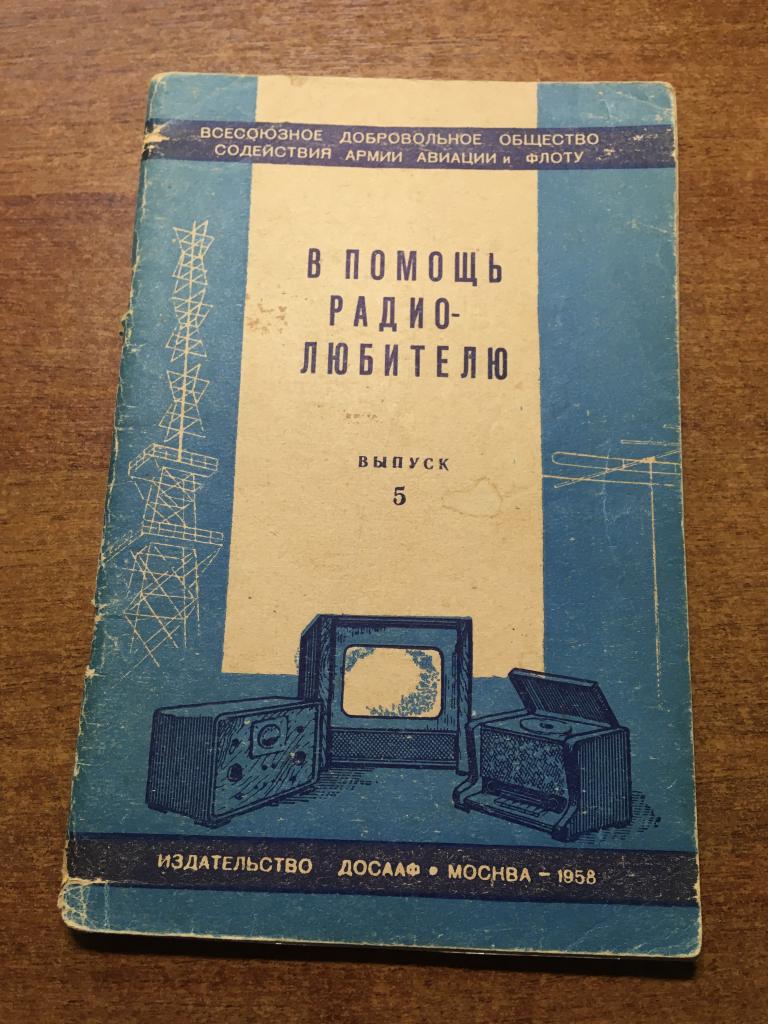 ВСЕСОЮЗНОЕ ДОБРОВОЛЬНОЕ ОБЩЕСТВО
СОДЕЙСТВИЯ АРМИИ АВИАЦИИ и ФЛОТУ
В ПОМОЩЬ
РАДИО-
ЛЮБИТЕЛЮ
ВЫПУСК
5
ИЗДАТЕЛЬСТВО ДОСААФ • МОСКВА - 1958